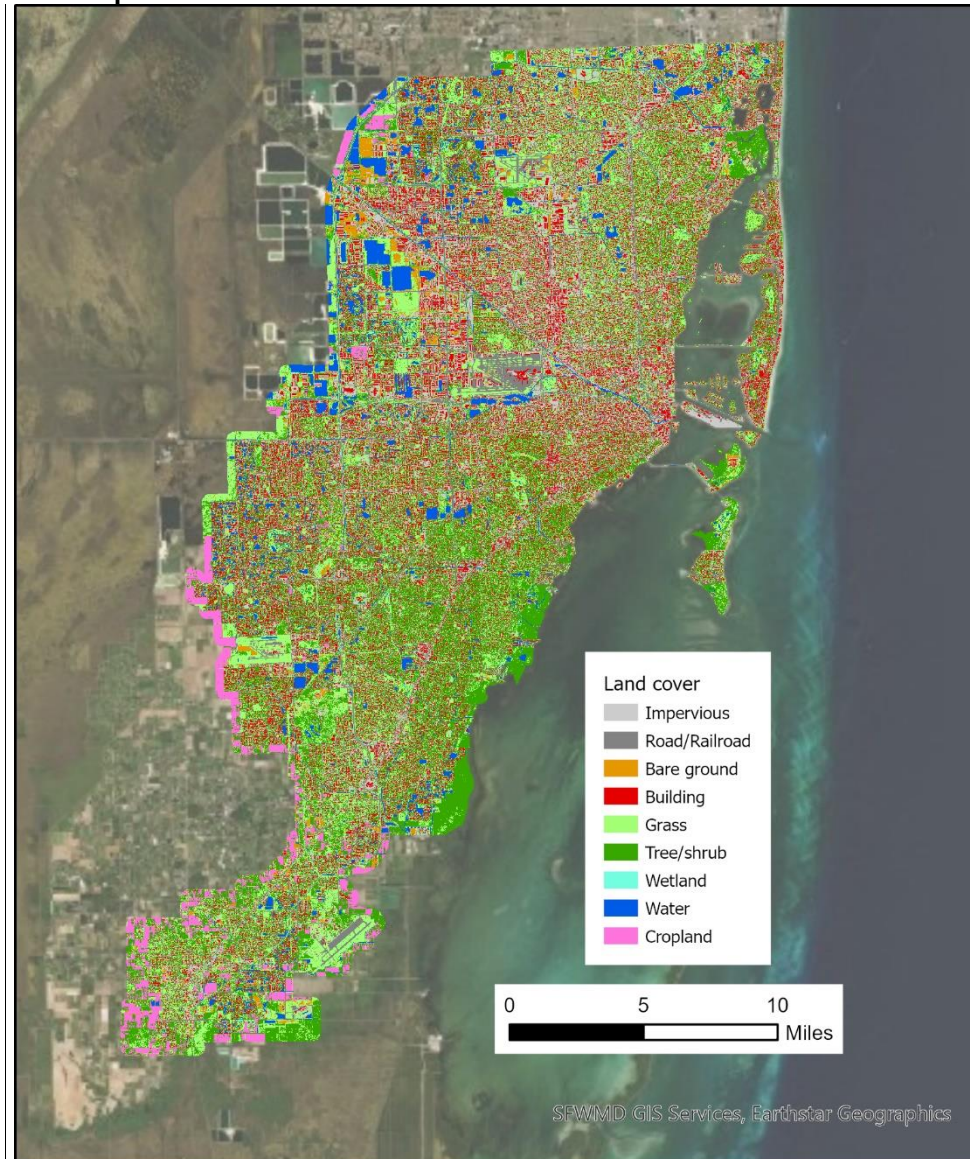 Land cover
Impervious
Road/Railroad
Bare ground
Building
Grass
Tree/shrub
Wetland
Water
Cropland
0 5 10
Miles
SFWMD GIS Services, Earthstar Geographics